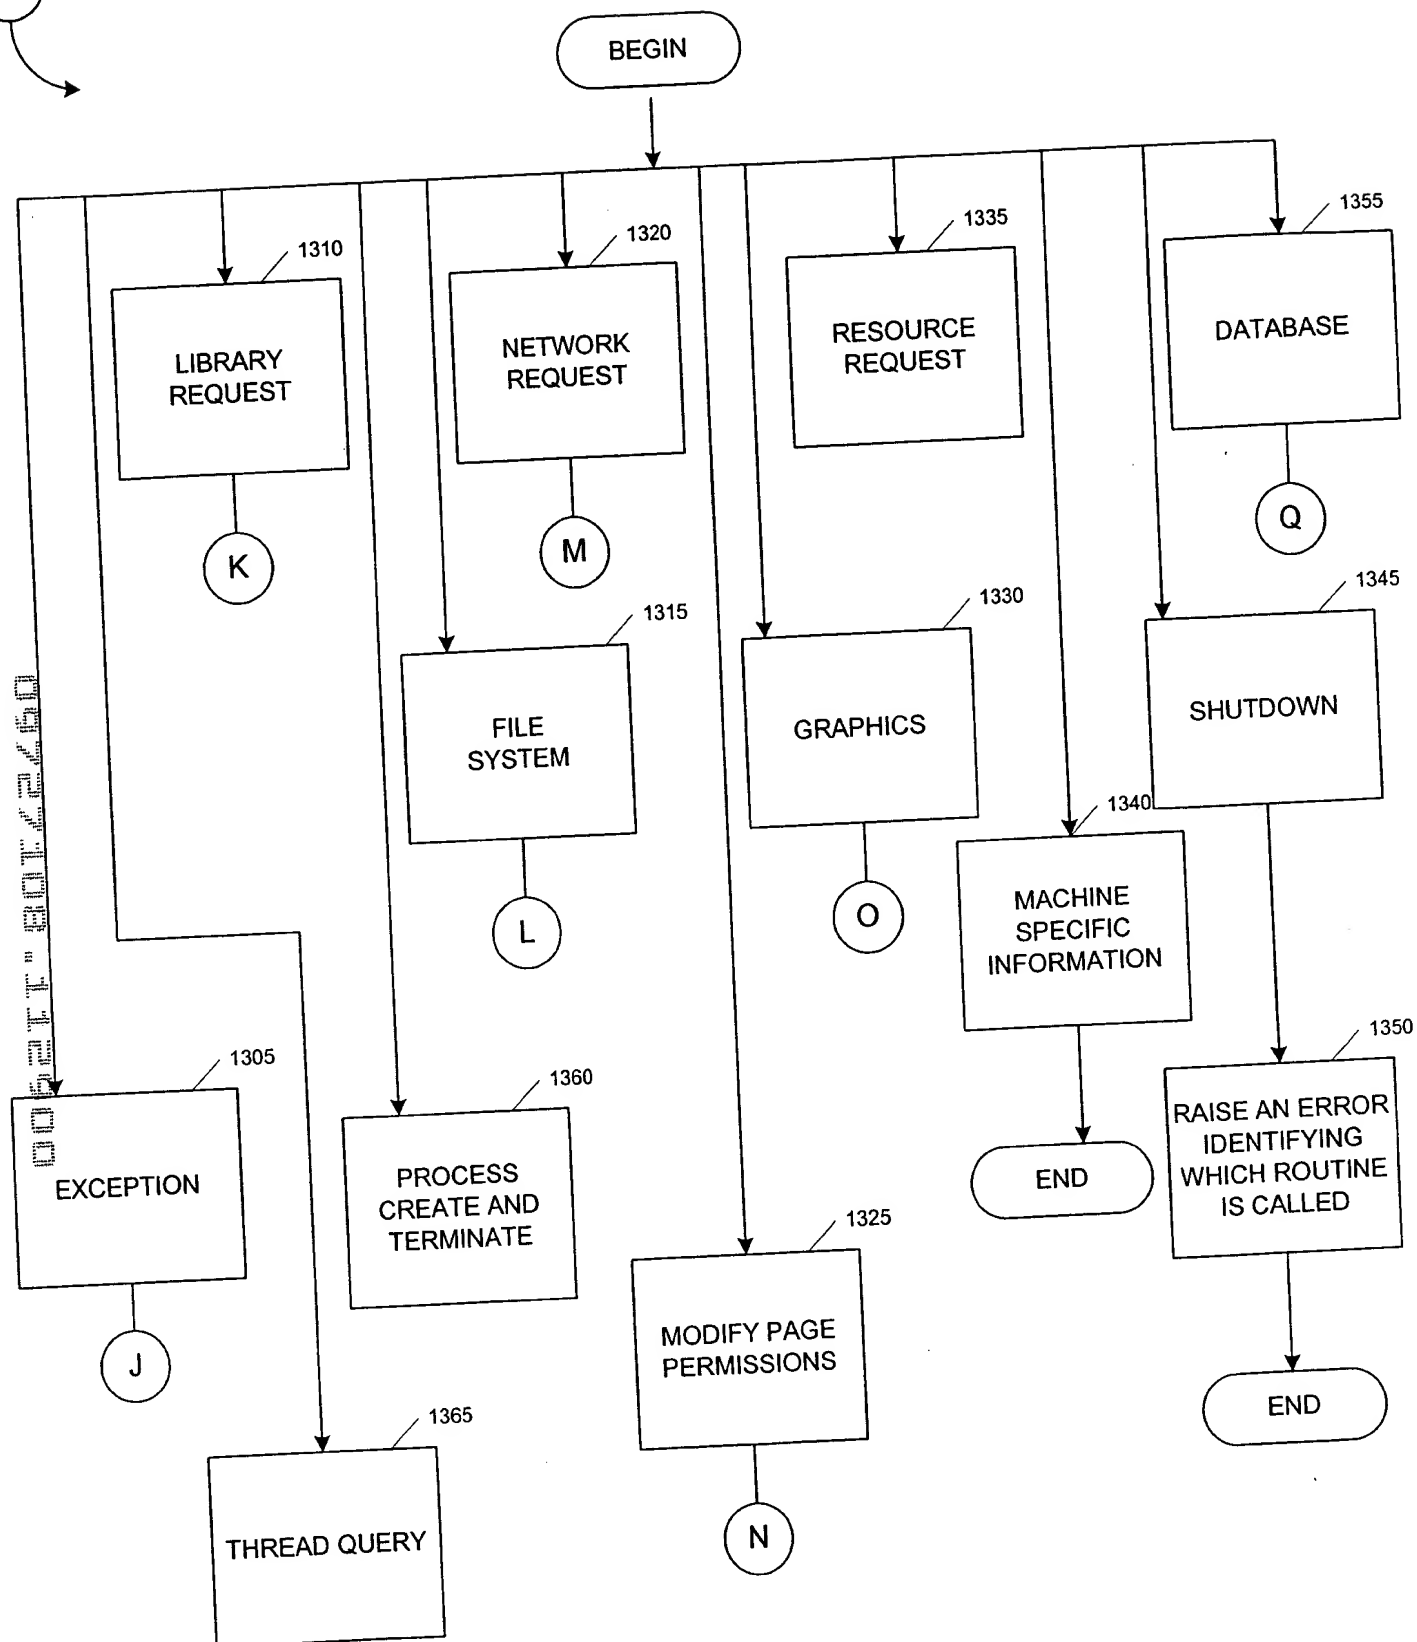 BEGIN
1355
1335
1320
1310
DATABASE
RESOURCE
REQUEST
NETWORK
REQUEST
LIBRARY
REQUEST
Q
M
K
1345
1330
1315
SHUTDOWN
GRAPHICS
FILE
SYSTEM
1340
MACHINE
SPECIFIC
INFORMATION
O
L
1350
1305
1360
RAISE AN ERROR
IDENTIFYING
WHICH ROUTINE
IS CALLED
EXCEPTION
PROCESS
CREATE AND
TERMINATE
END
1325
MODIFY PAGE
PERMISSIONS
J
END
1365
THREAD QUERY
N